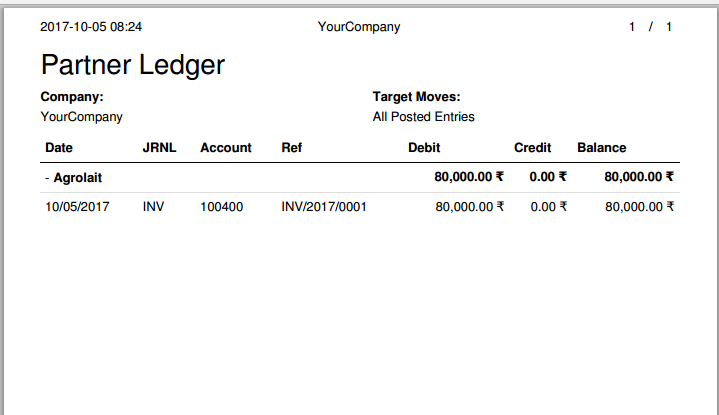 2017-10-05 08:24 YourCompany 1 / 1
Partner Ledger
Company: Target Moves:
YourCompany All Posted Entries
Date JRNL Account Ref Debit Credit Balance
- Agrolait 80,000.00 ₹ 0.00 ₹ 80,000.00 ₹
10/05/2017 INV 100400 INV/2017/0001 80,000.00 ₹ 0.00 ₹ 80,000.00 ₹